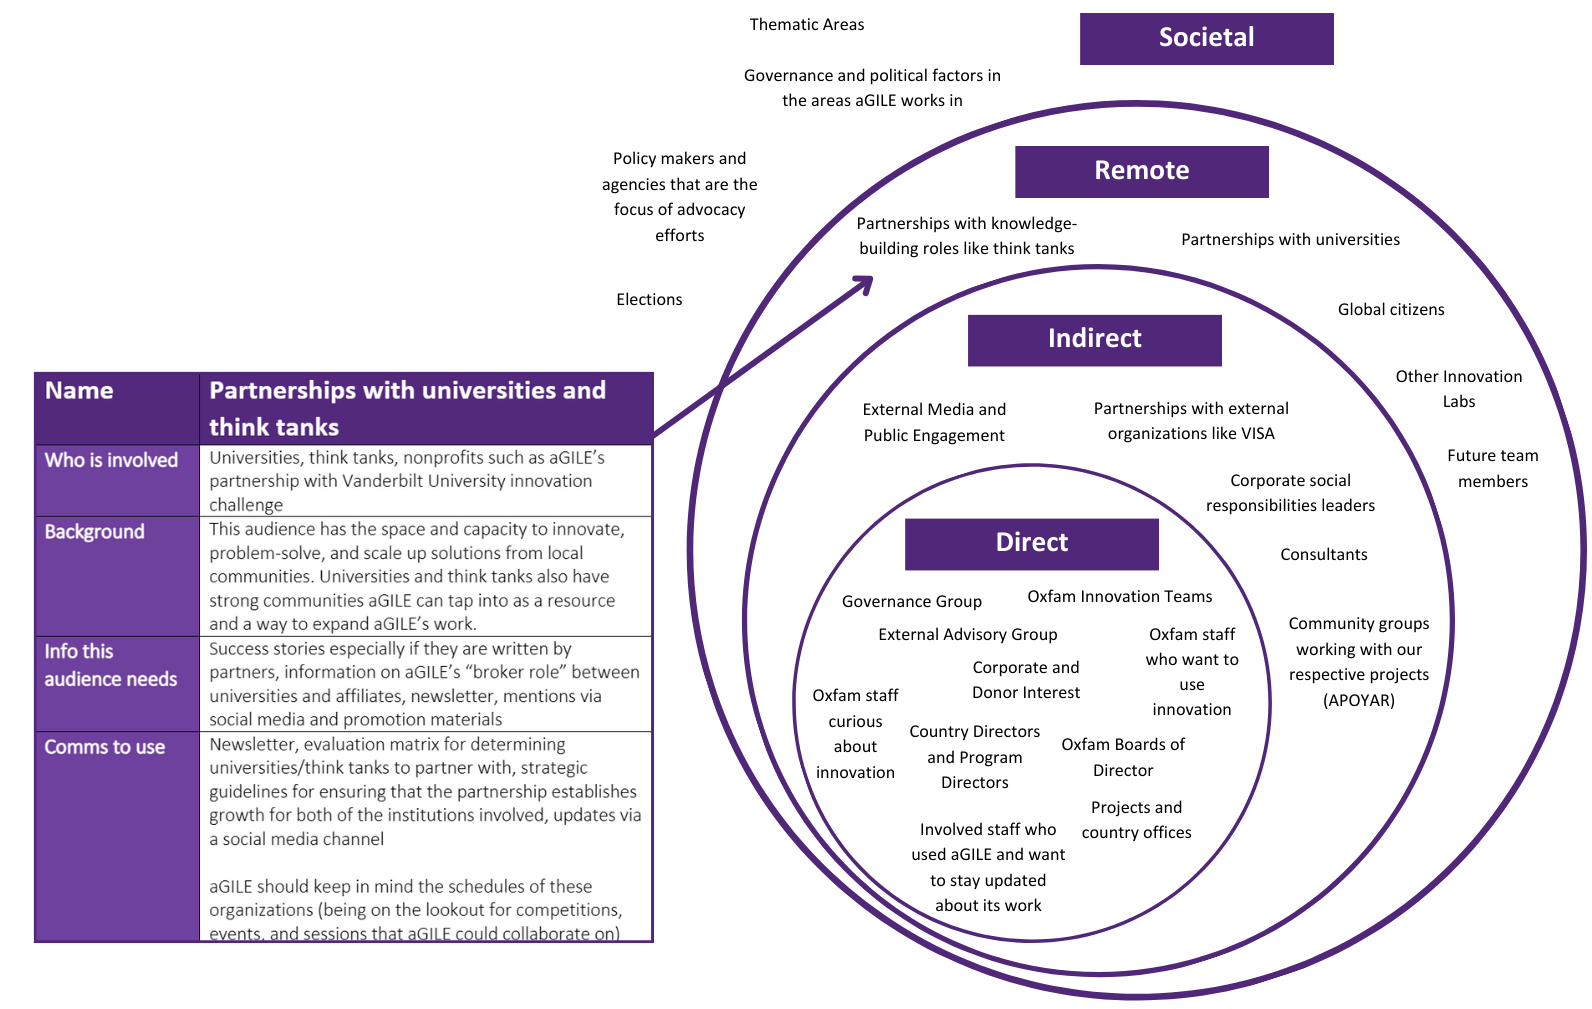 Thematic Areas
Societal
Governance and political factors in
the areas aGILE works in
Policy makers and
agencies that are the
focus of advocacy
efforts
Elections
Remote
Partnerships with knowledge-
building roles like think tanks
Partnerships with universities
Global citizens
Other Innovation
Labs
Future team
members
Indirect
External Media and
Public Engagement
Partnerships with external
organizations like VISA
Corporate social
responsibilities leaders
Consultants
Community groups
working with our
respective projects
(APOYAR)
Direct
Governance Group
Oxfam Innovation Teams
External Advisory Group
Oxfam staff
who want to
use
innovation
Corporate and
Donor Interest
Oxfam staff
curious
about
innovation
Country Directors
and Program
Directors
Oxfam Boards of
Director
Projects and
country offices
Involved staff who
used aGILE and want
to stay updated
about its work
Name
Partnerships with universities and
think tanks
Who is involved
Universities, think tanks, nonprofits such as aGILE’s
partnership with Vanderbilt University innovation
challenge
Background
This audience has the space and capacity to innovate,
problem-solve, and scale up solutions from local
communities. Universities and think tanks also have
strong communities aGILE can tap into as a resource
and a way to expand aGILE’s work.
Info this
audience needs
Success stories especially if they are written by
partners, information on aGILE’s “broker role” between
universities and affiliates, newsletter, mentions via
social media and promotion materials
Comms to use
Newsletter, evaluation matrix for determining
universities/think tanks to partner with, strategic
guidelines for ensuring that the partnership establishes
growth for both of the institutions involved, updates via
a social media channel
aGILE should keep in mind the schedules of these
organizations (being on the lookout for competitions,
events, and sessions that aGILE could collaborate on)